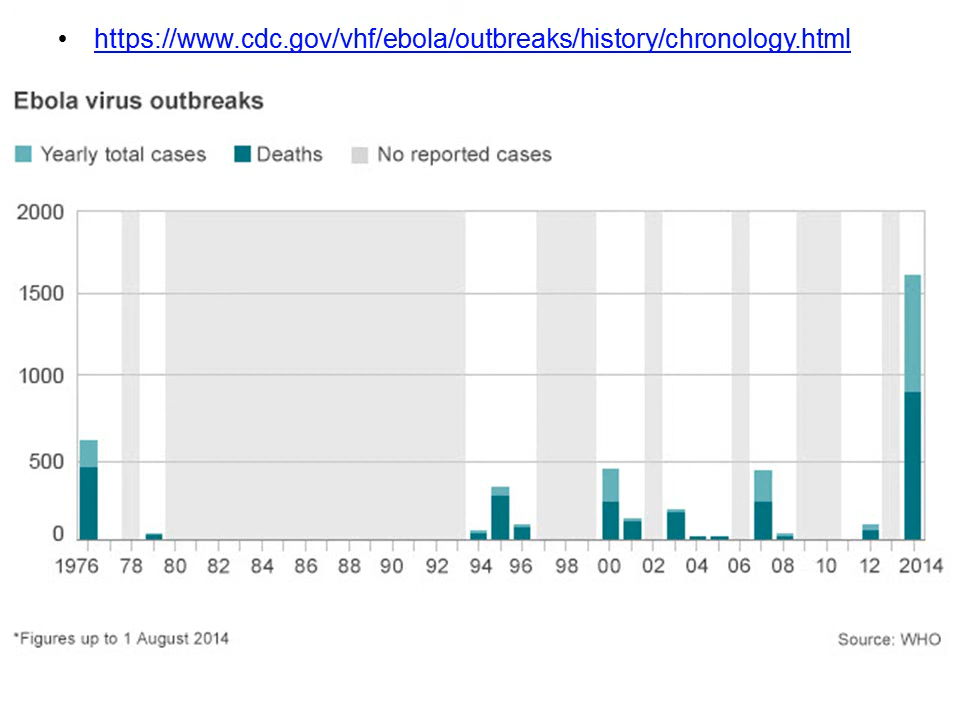 • https://www.cdc.gov/vhf/ebola/outbreaks/history/chronology.html
Ebola virus outbreaks
Yearly total cases Deaths No reported cases
2000
1500
1000
500
0
1976 78 80 82 84 86 88 90 92 94 96 98 00 02 04 06 08 10 12 2014
*Figures up to 1 August 2014 Source: WHO